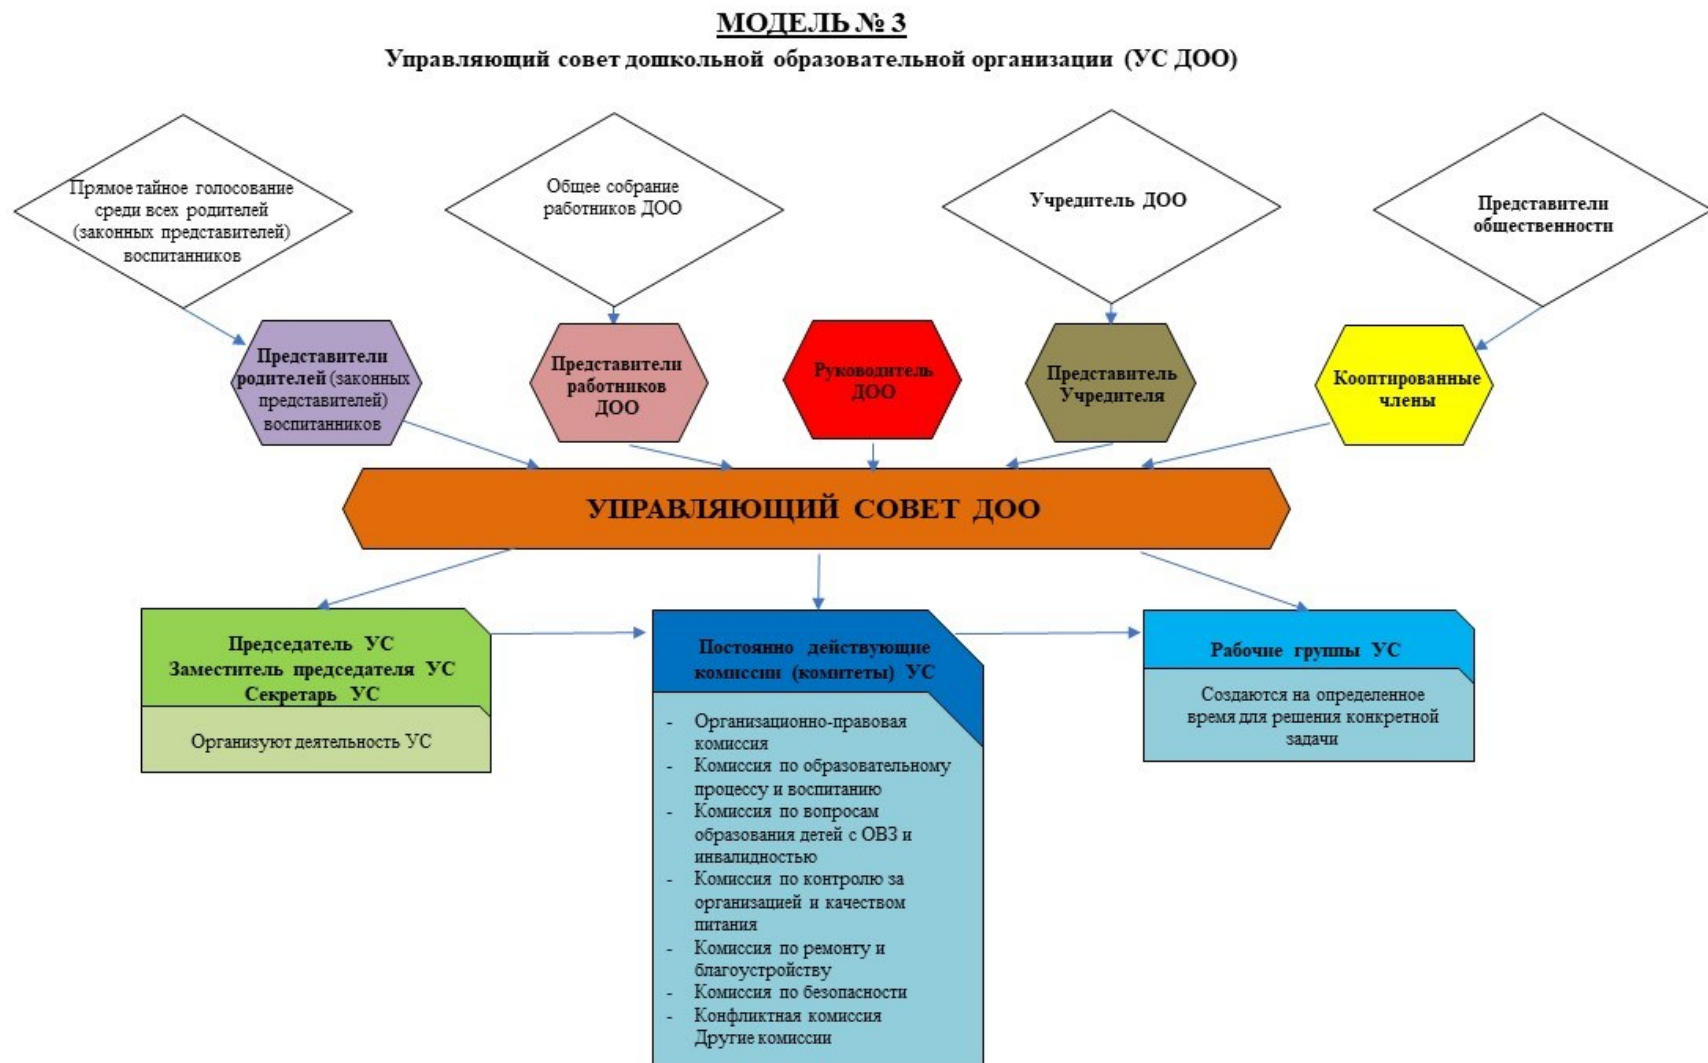 МОДЕЛЬ № 3
Управляющий совет дошкольной образовательной организации (УС ДОО)
Прямое тайное голосование
среди всех родителей
(законных представителей)
воспитанников
Общее собрание
работников ДОО
Учредитель ДОО
Представители
общественности
Представители
родителей (законных
представителей)
воспитанников
Представители
работников
ДОО
Руководитель
ДОО
Представитель
Учредителя
Кооптированные
члены
УПРАВЛЯЮЩИЙ СОВЕТ ДОО
Председатель УС
Заместитель председателя УС
Секретарь УС
Организуют деятельность УС
Постоянно действующие
комиссии (комитеты) УС
- Организационно-правовая
комиссия
- Комиссия по образовательному
процессу и воспитанию
- Комиссия по вопросам
образования детей с ОВЗ и
инвалидностью
- Комиссия по контролю за
организацией и качеством
питания
- Комиссия по ремонту и
благоустройству
- Комиссия по безопасности
- Конфликтная комиссия
Другие комиссии
Рабочие группы УС
Создаются на определенное
время для решения конкретной
задачи